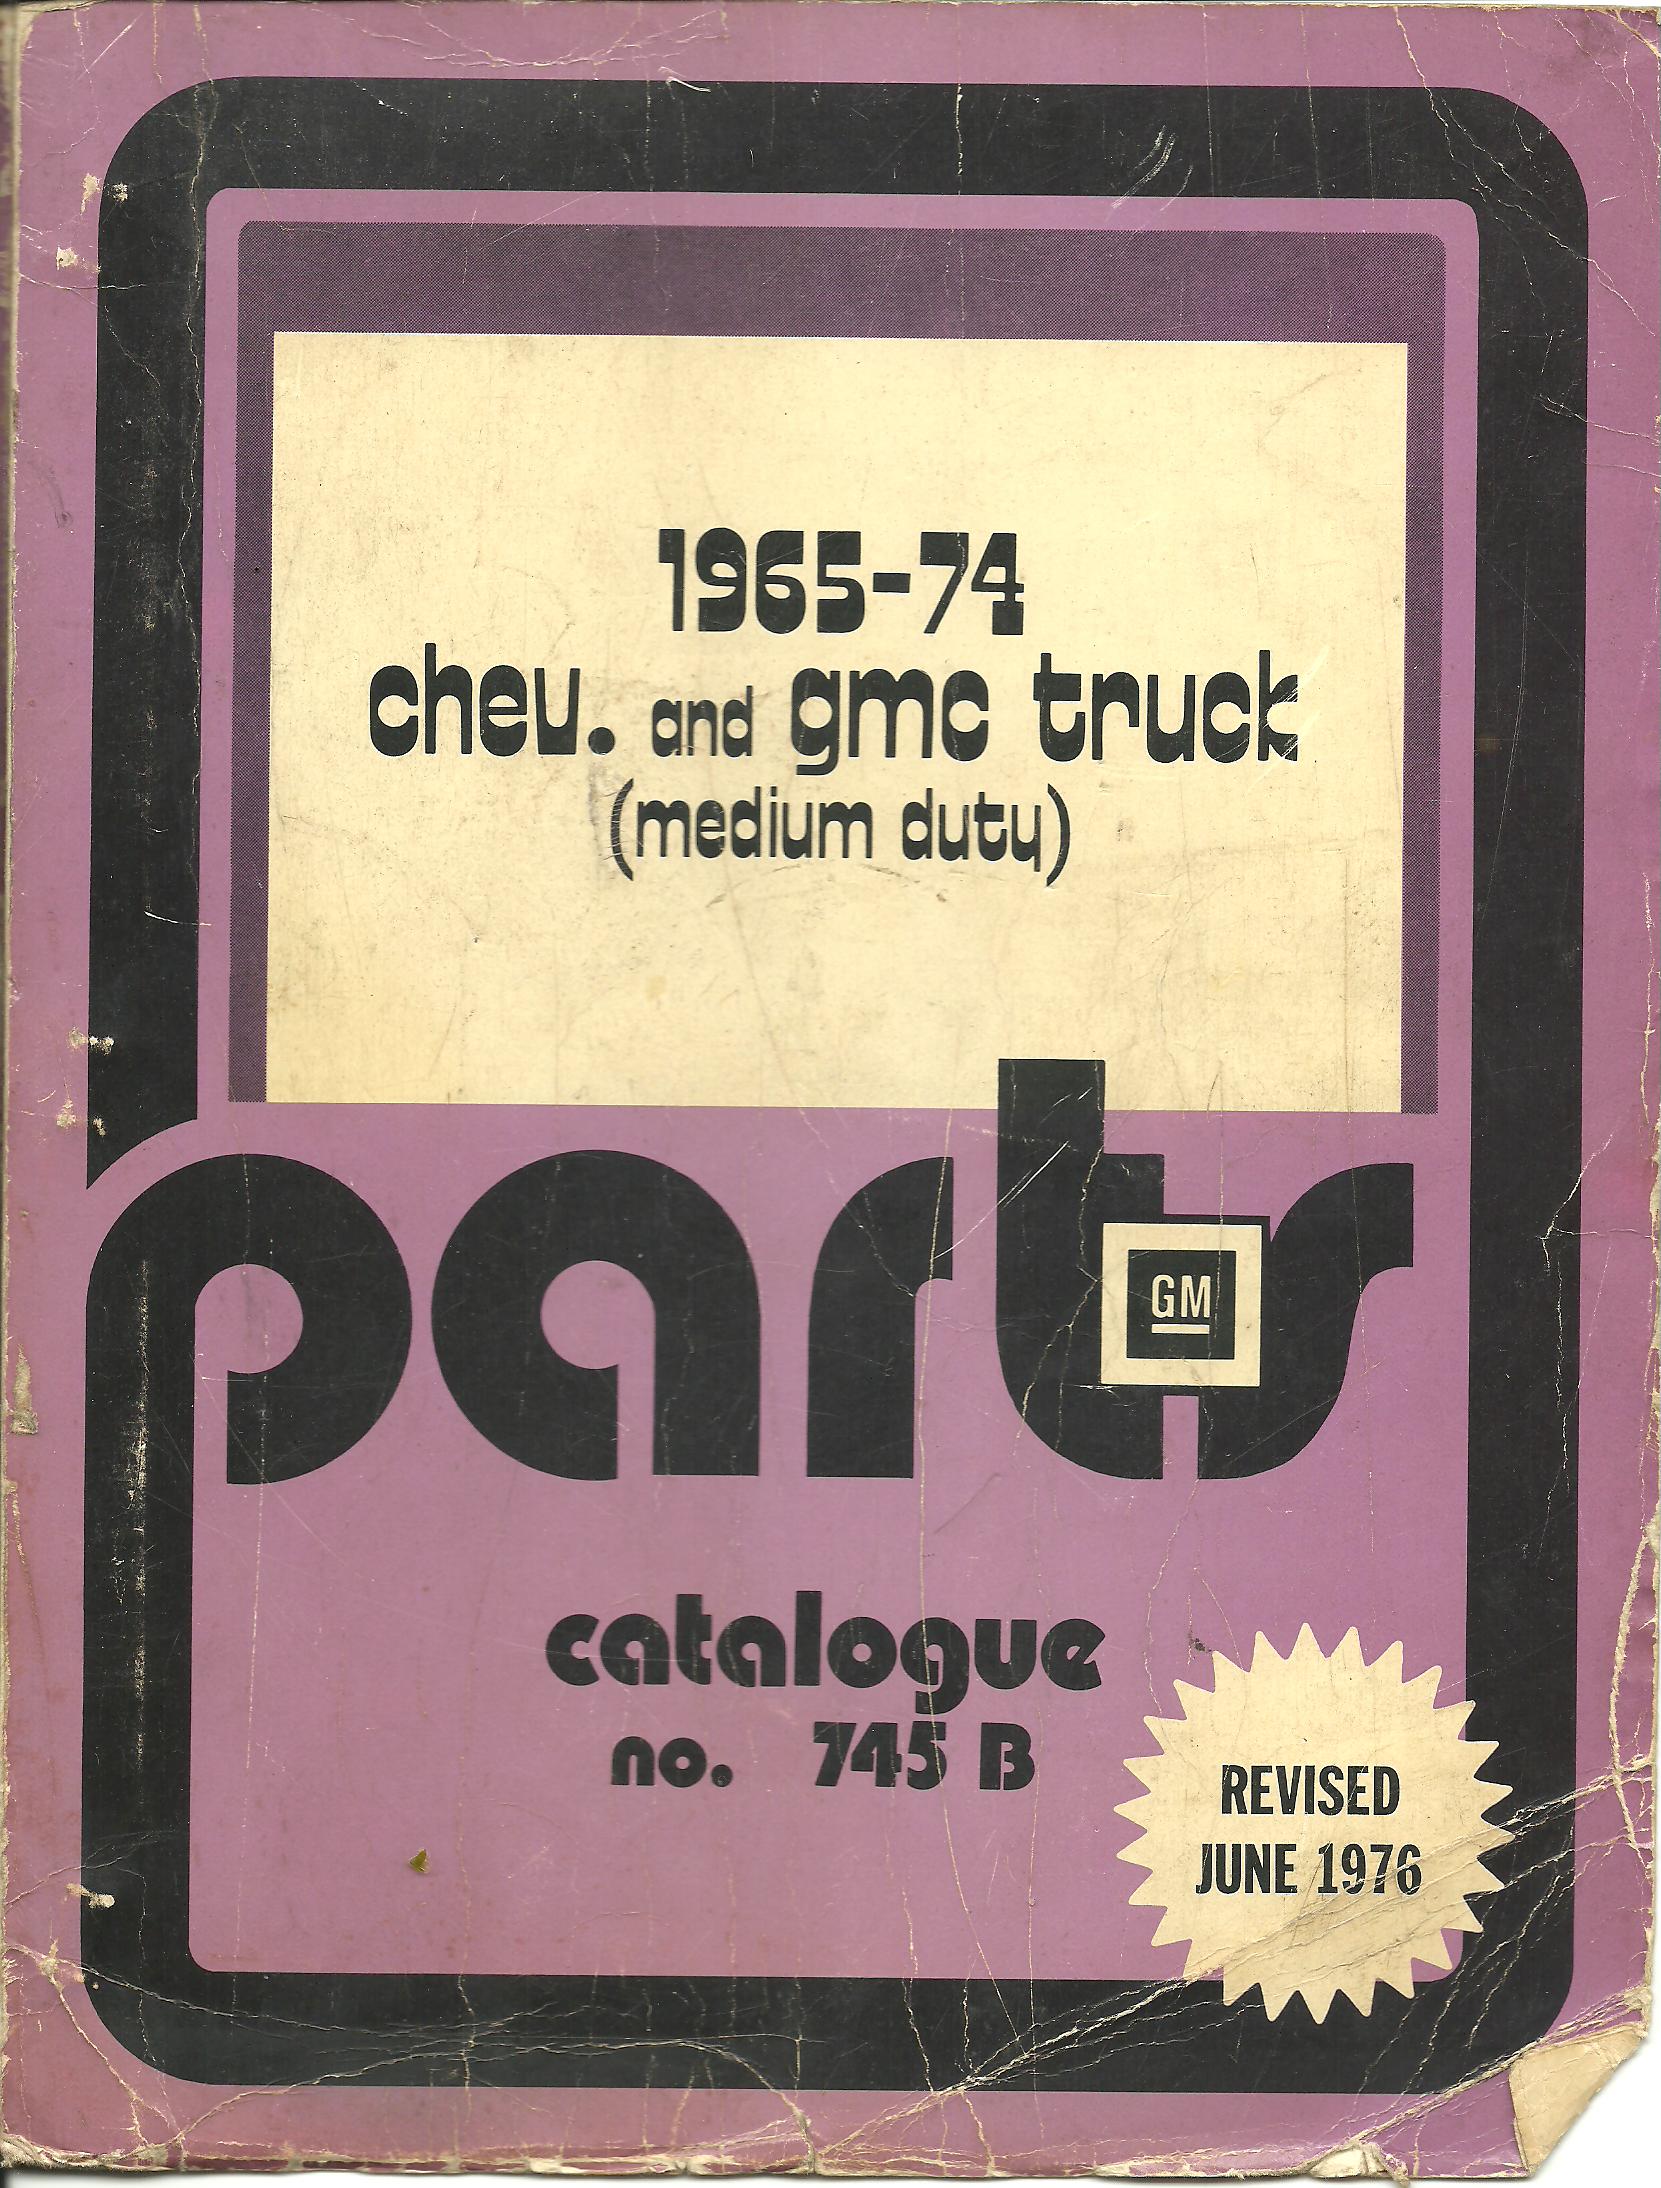 1965-74
chev. and gmc truck
(medium duty)
parts
GM
catalogue
no. 745 B
REVISED
JUNE 1976